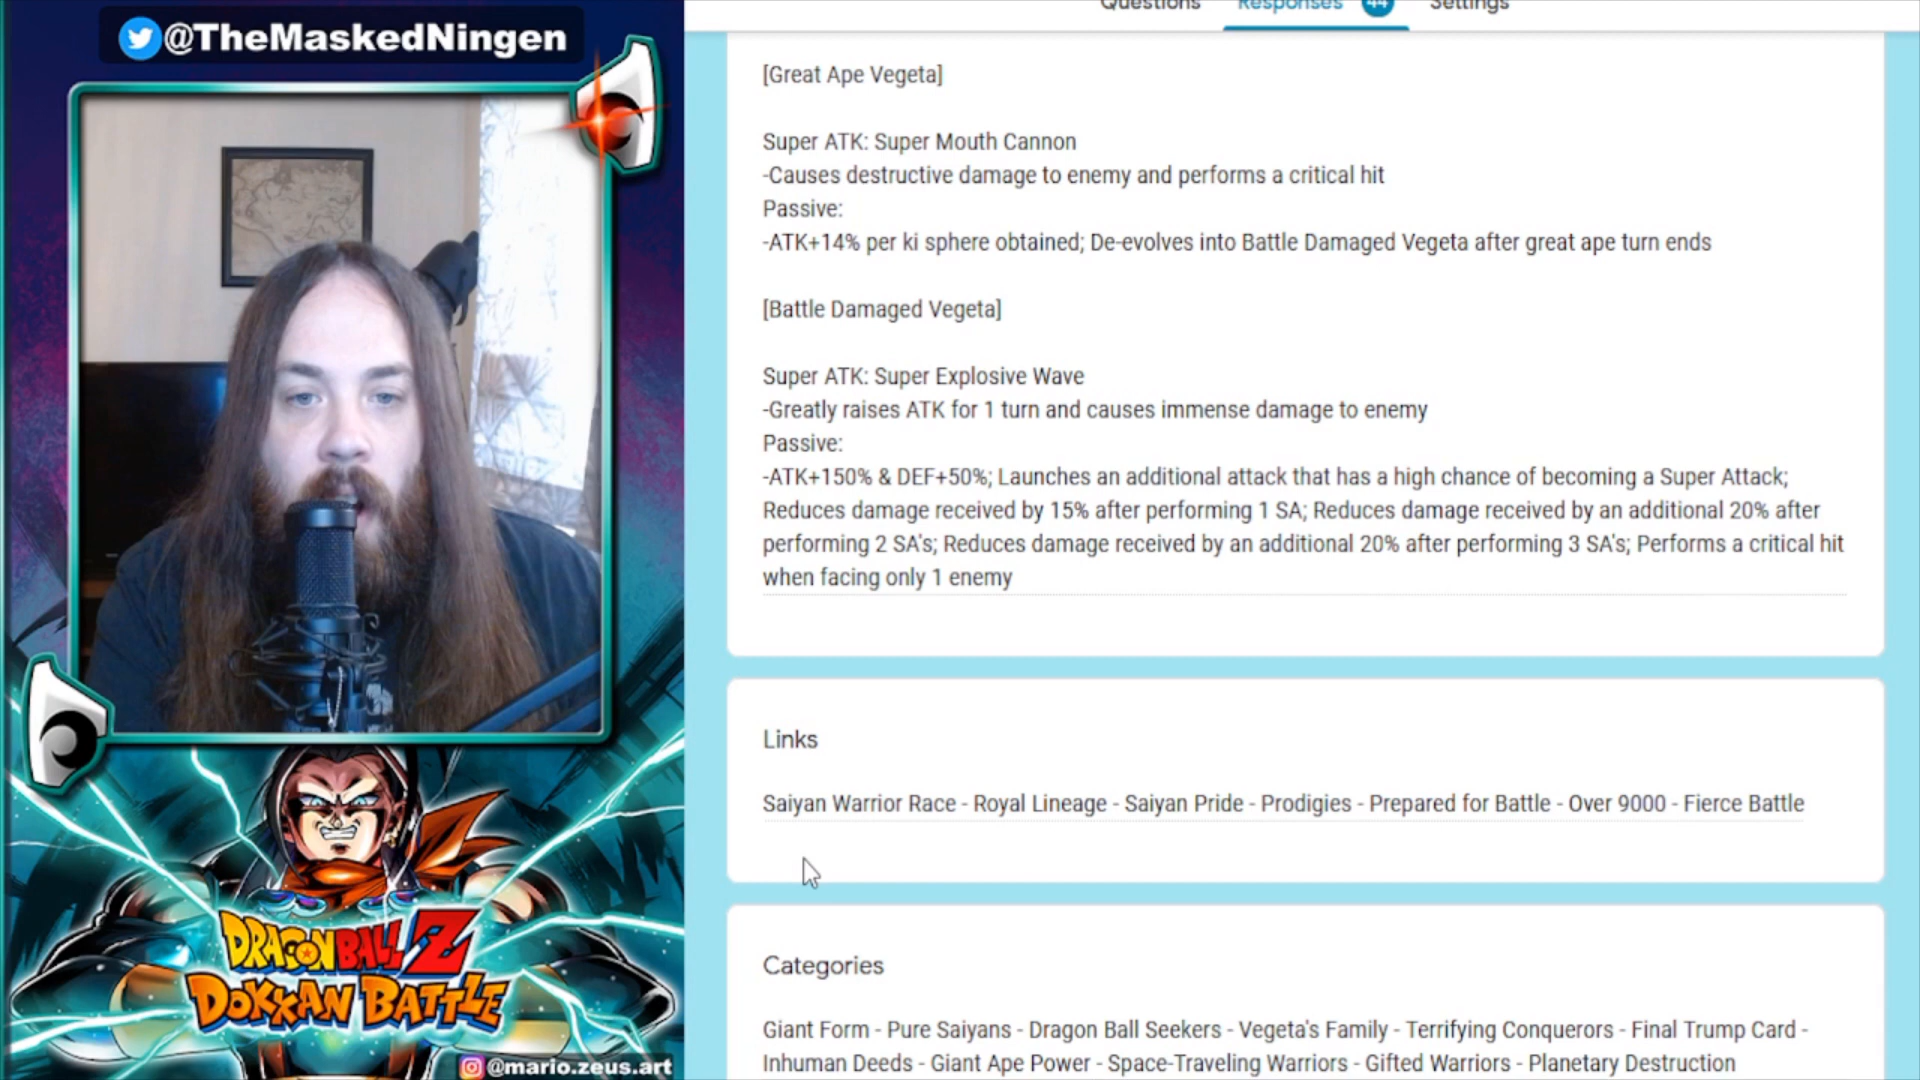 @TheMaskedNingen
Questions Responses 44 Settings
[Great Ape Vegeta]
Super ATK: Super Mouth Cannon
-Causes destructive damage to enemy and performs a critical hit
Passive:
-ATK+14% per ki sphere obtained; De-evolves into Battle Damaged Vegeta after great ape turn ends
[Battle Damaged Vegeta]
Super ATK: Super Explosive Wave
-Greatly raises ATK for 1 turn and causes immense damage to enemy
Passive:
-ATK+150% & DEF+50%; Launches an additional attack that has a high chance of becoming a Super Attack;
Reduces damage received by 15% after performing 1 SA; Reduces damage received by an additional 20% after
performing 2 SA's; Reduces damage received by an additional 20% after performing 3 SA's; Performs a critical hit
when facing only 1 enemy
Links
Saiyan Warrior Race - Royal Lineage - Saiyan Pride - Prodigies - Prepared for Battle - Over 9000 - Fierce Battle
Categories
Giant Form - Pure Saiyans - Dragon Ball Seekers - Vegeta's Family - Terrifying Conquerors - Final Trump Card -
Inhuman Deeds - Giant Ape Power - Space-Traveling Warriors - Gifted Warriors - Planetary Destruction
DRAGON BALL Z
DOKKAN BATTLE
@mario.zeus.art